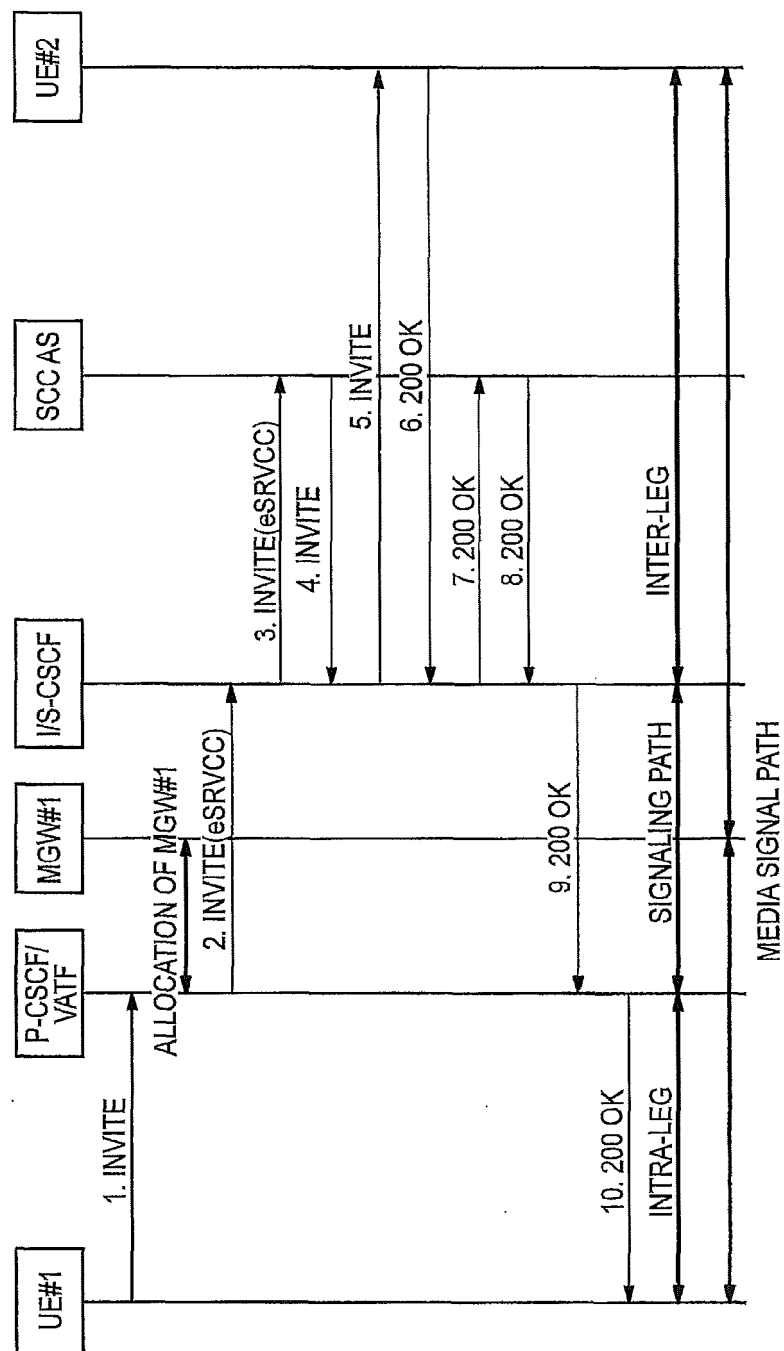 UE#1
P-CSCF/
VATF
MGW#1
I/S-CSCF
SCC AS
UE#2
1. INVITE
ALLOCATION OF MGW#1
2. INVITE(eSRVCC)
3. INVITE(eSRVCC)
4. INVITE
5. INVITE
6. 200 OK
7. 200 OK
8. 200 OK
9. 200 OK
10. 200 OK
INTRA-LEG
SIGNALING PATH
INTER-LEG
MEDIA SIGNAL PATH